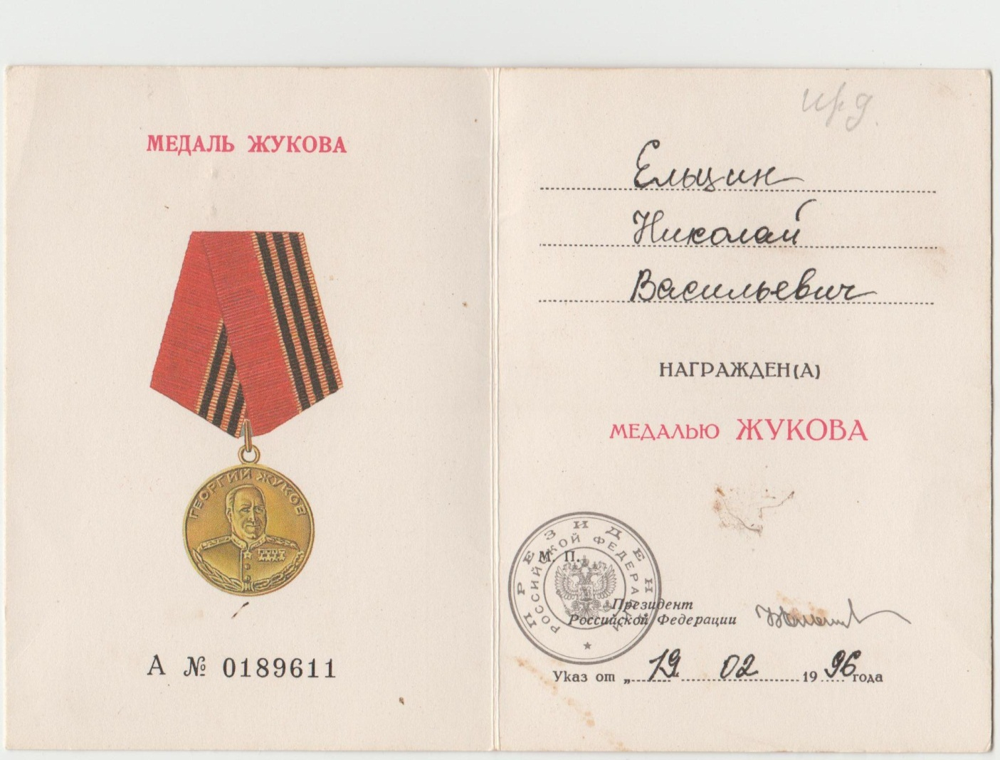 МЕДАЛЬ ЖУКОВА
ГЕОРГИЙ ЖУКОВ
А № 0189611
Ельцин
Николай
Васильевич
НАГРАЖДЕН(А)
МЕДАЛЬЮ ЖУКОВА
ПРЕЗИДЕНТ
РОССИЙСКОЙ ФЕДЕРАЦИИ
М. П.
Президент
Российской Федерации
Указ от „ 19 02 19 96 года